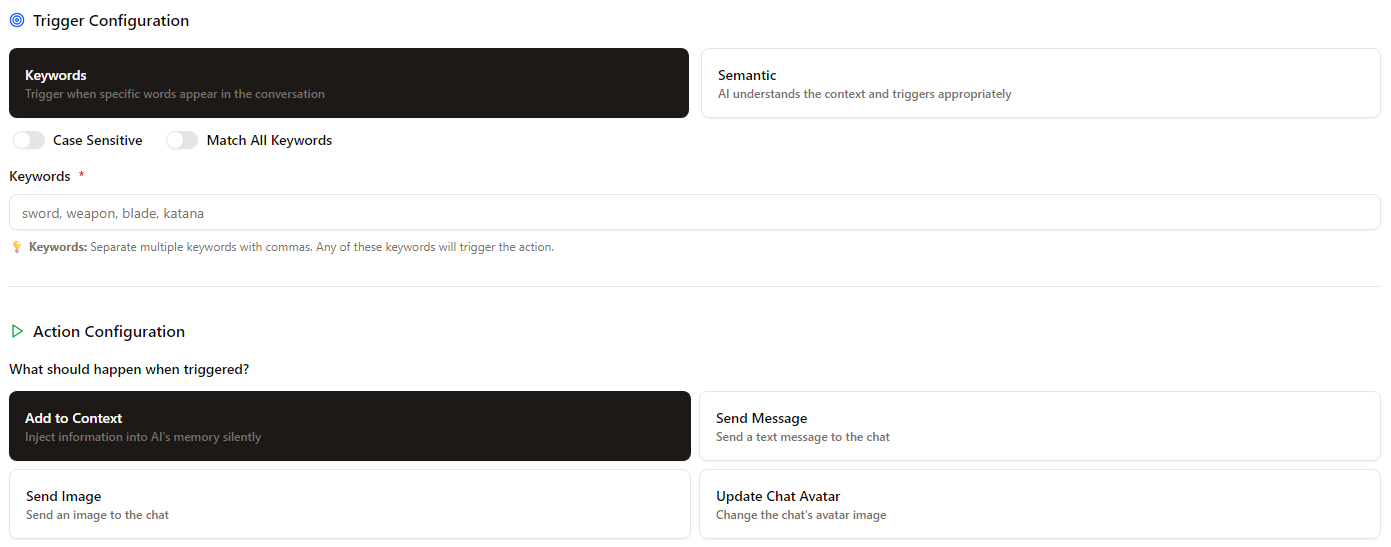 Trigger Configuration
Keywords
Trigger when specific words appear in the conversation
Semantic
AI understands the context and triggers appropriately
Case Sensitive
Match All Keywords
Keywords *
sword, weapon, blade, katana
Keywords: Separate multiple keywords with commas. Any of these keywords will trigger the action.
Action Configuration
What should happen when triggered?
Add to Context
Inject information into AI's memory silently
Send Message
Send a text message to the chat
Send Image
Send an image to the chat
Update Chat Avatar
Change the chat's avatar image